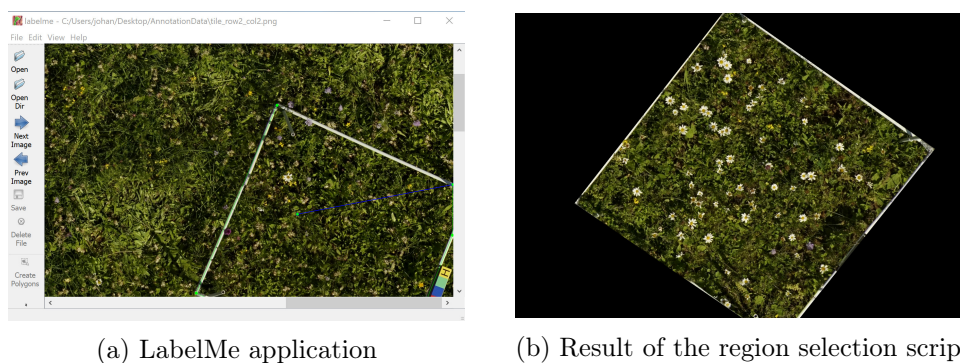 labelme - C:/Users/johan/Desktop/AnnotationData\tile_row2_col2.png
File Edit View Help
Open
Open
Dir
Next
Image
Prev
Image
Save
Delete
File
Create
Polygons
H
(a) LabelMe application
(b) Result of the region selection scrip